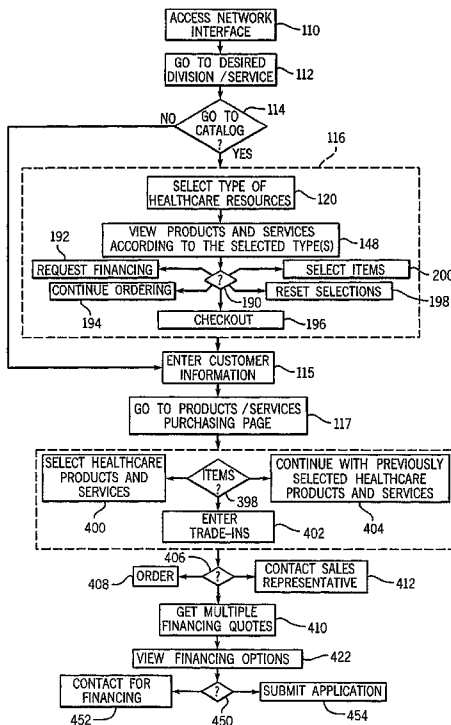 ACCESS NETWORK
INTERFACE
110
GO TO DESIRED
DIVISION/SERVICE
112
GO TO
CATALOG
?
114
NO
YES
116
SELECT TYPE OF
HEALTHCARE RESOURCES
120
VIEW PRODUCTS AND SERVICES
ACCORDING TO THE SELECTED TYPE(S)
148
192
REQUEST FINANCING
?
190
SELECT ITEMS
200
CONTINUE ORDERING
194
RESET SELECTIONS
198
CHECKOUT
196
ENTER CUSTOMER
INFORMATION
115
GO TO PRODUCTS/SERVICES
PURCHASING PAGE
117
SELECT HEALTHCARE
PRODUCTS AND
SERVICES
400
ITEMS
?
398
CONTINUE WITH PREVIOUSLY
SELECTED HEALTHCARE
PRODUCTS AND SERVICES
404
ENTER
TRADE-INS
402
406
408
ORDER
?
CONTACT SALES
REPRESENTATIVE
412
GET MULTIPLE
FINANCING QUOTES
410
VIEW FINANCING OPTIONS
422
CONTACT FOR
FINANCING
452
?
450
SUBMIT APPLICATION
454